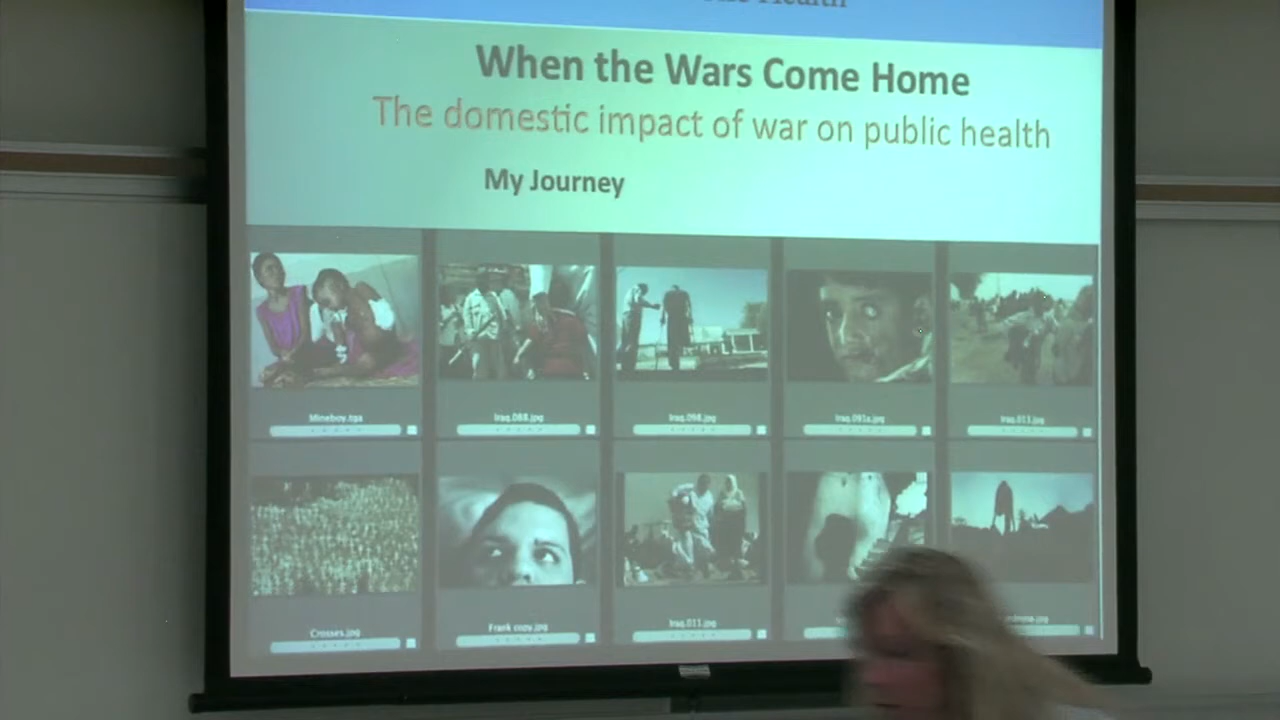 Health
When the Wars Come Home
The domestic impact of war on public health
My Journey
Mineboy.tga
Iraq.088.jpg
Iraq.098.jpg
Iraq.091a.jpg
Iraq.013.jpg
Crosses.jpg
Frank copy.jpg
Iraq.011.jpg